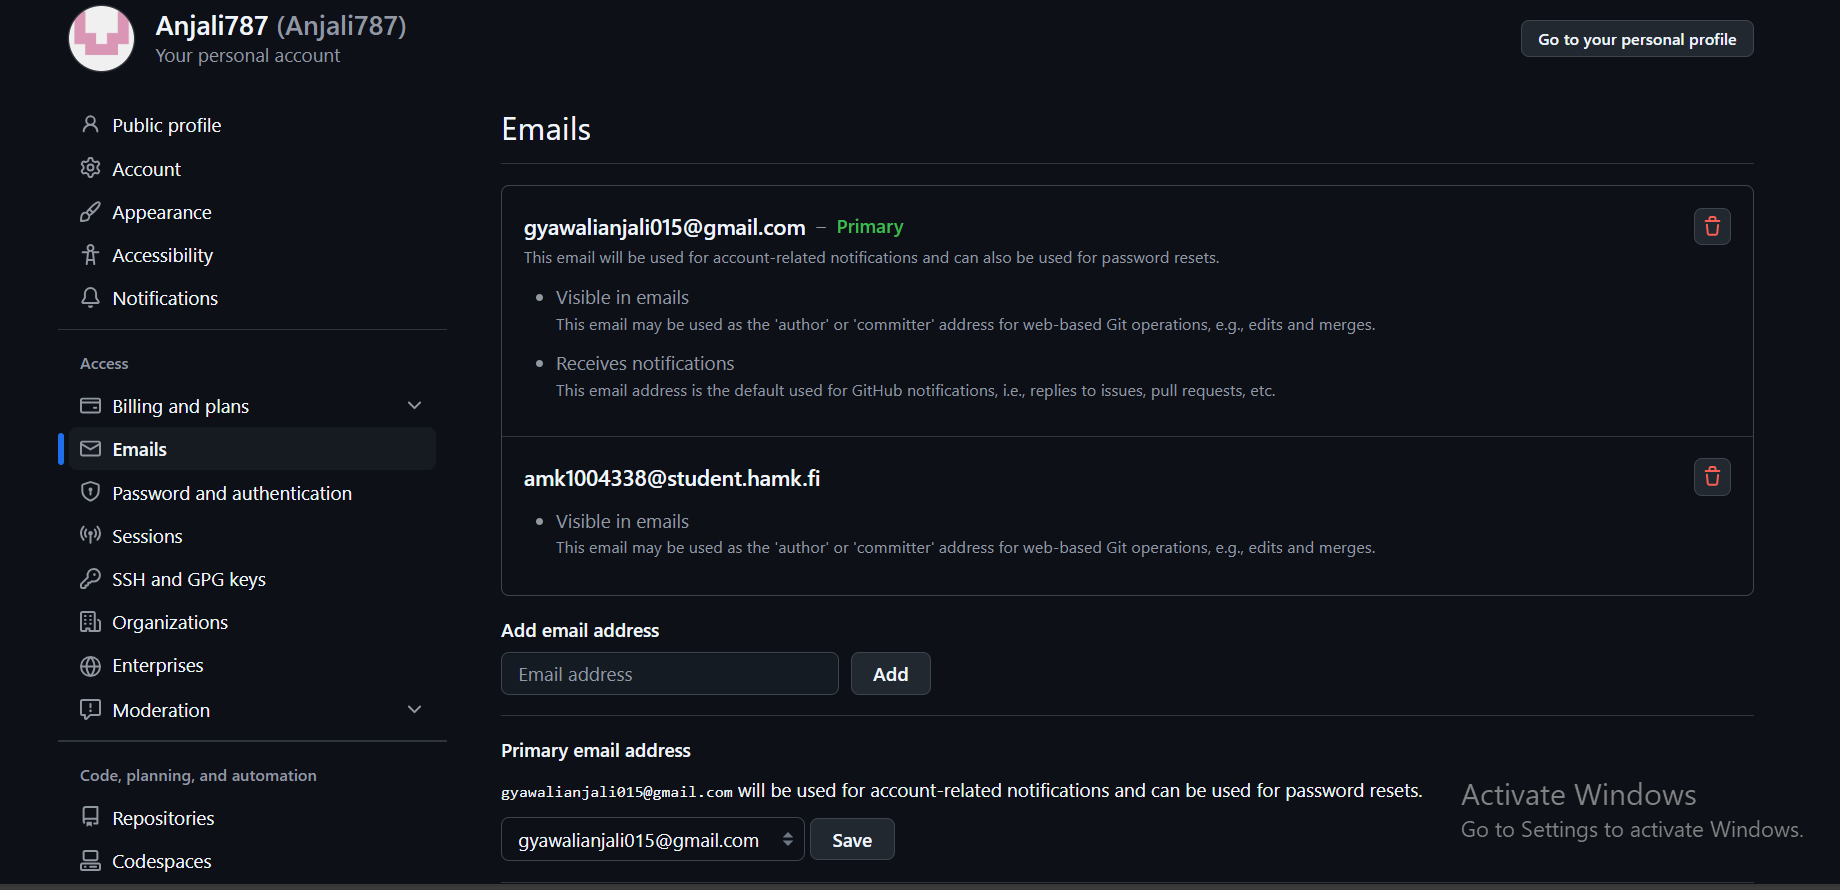 Anjali787 (Anjali787)
Your personal account
Go to your personal profile
Public profile
Account
Appearance
Accessibility
Notifications
Access
Billing and plans
Emails
Password and authentication
Sessions
SSH and GPG keys
Organizations
Enterprises
Moderation
Code, planning, and automation
Repositories
Codespaces
Emails
gyawalianjali015@gmail.com – Primary
This email will be used for account-related notifications and can also be used for password resets.
Visible in emails
This email may be used as the 'author' or 'committer' address for web-based Git operations, e.g., edits and merges.
Receives notifications
This email address is the default used for GitHub notifications, i.e., replies to issues, pull requests, etc.
amk1004338@student.hamk.fi
Visible in emails
This email may be used as the 'author' or 'committer' address for web-based Git operations, e.g., edits and merges.
Add email address
Email address
Add
Primary email address
gyawalianjali015@gmail.com will be used for account-related notifications and can be used for password resets.
gyawalianjali015@gmail.com
Save
Activate Windows
Go to Settings to activate Windows.